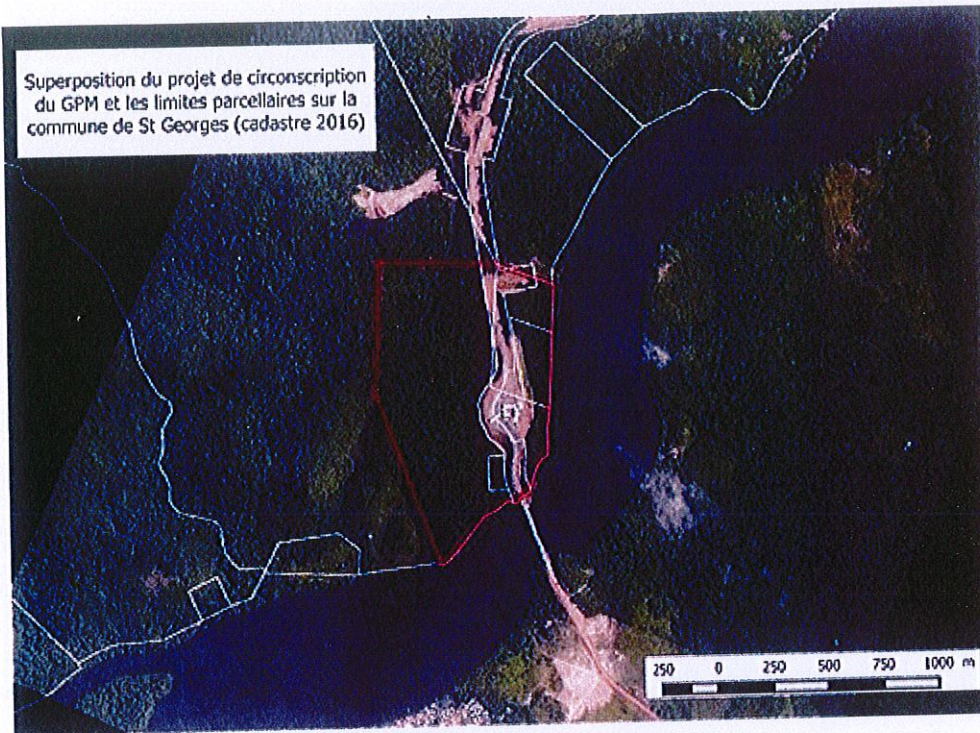 Superposition du projet de circonscription
du GPM et les limites parcellaires sur la
commune de St Georges (cadastre 2016)
250 0 250 500 750 1000 m